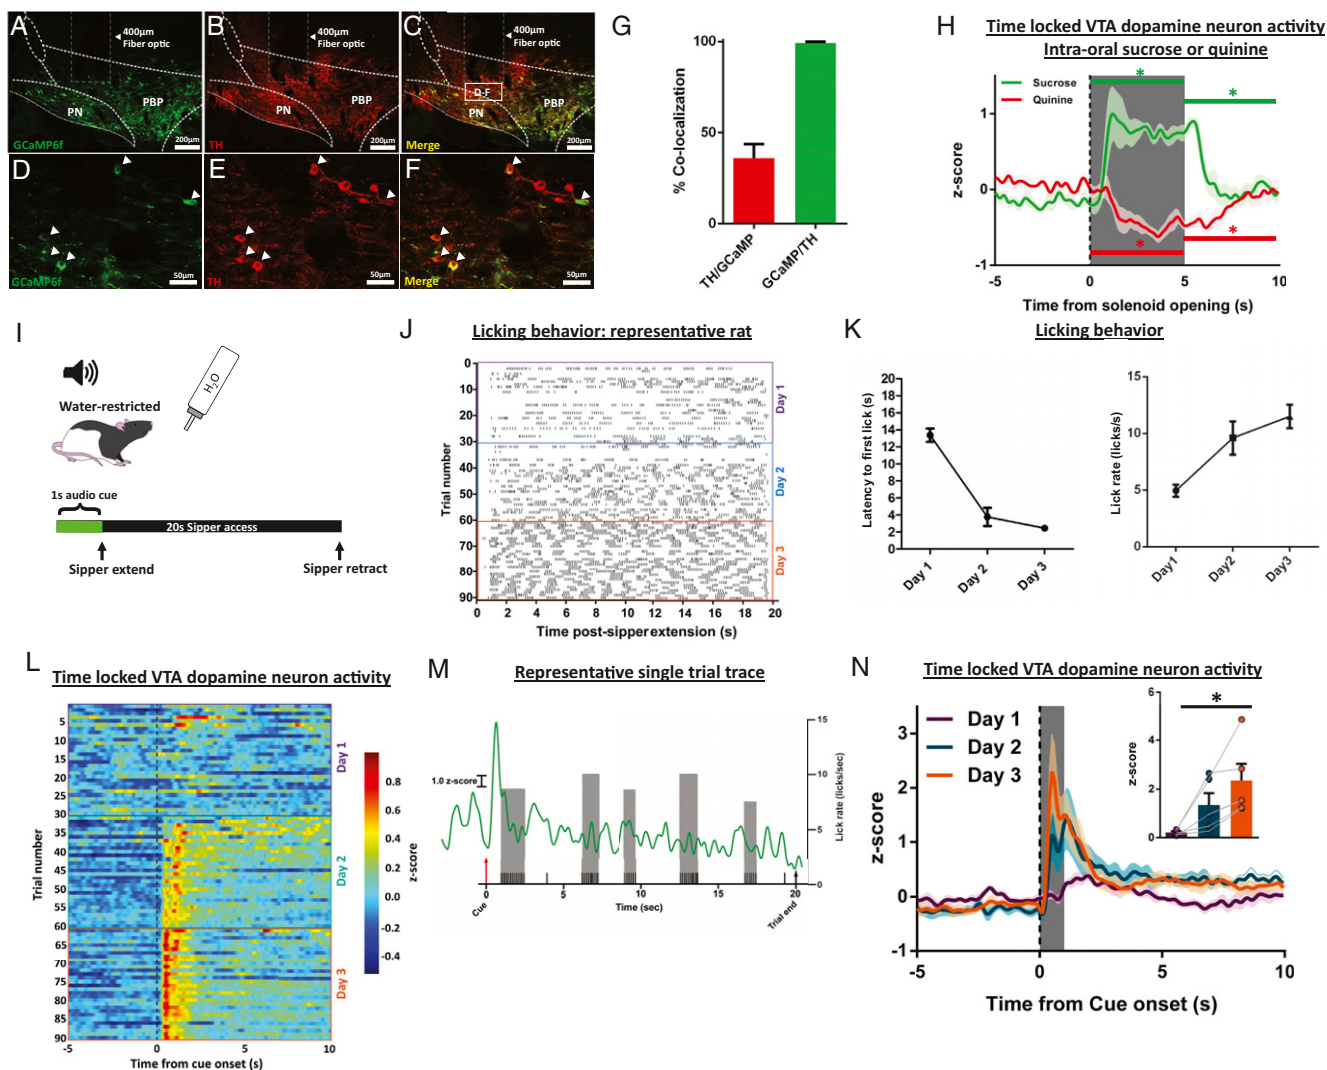 A
400µm
Fiber optic
PN
PBP
GCaMP6f
200µm
B
400µm
Fiber optic
PN
PBP
TH
200µm
C
400µm
Fiber optic
D-F
PN
PBP
Merge
200µm
D
GCaMP6f
50µm
E
TH
50µm
F
Merge
50µm
G
% Co-localization
100
50
0
TH/GCaMP
GCaMP/TH
H
Time locked VTA dopamine neuron activity
Intra-oral sucrose or quinine
Sucrose
Quinine
*
*
*
*
z-score
1
0
-1
-5
0
5
10
Time from solenoid opening (s)
I
H₂O
Water-restricted
1s audio cue
20s Sipper access
Sipper extend
Sipper retract
J
Licking behavior: representative rat
Trial number
0
10
20
30
40
50
60
70
80
90
Day 1
Day 2
Day 3
0 2 4 6 8 10 12 14 16 18 20
Time post-sipper extension (s)
K
Licking behavior
Latency to first lick (s)
20
18
16
14
12
10
8
6
4
2
0
Day 1
Day 2
Day 3
Lick rate (licks/s)
15
10
5
0
Day1
Day2
Day3
L
Time locked VTA dopamine neuron activity
Trial number
5
10
15
20
25
30
35
40
45
50
55
60
65
70
75
80
85
90
Day 1
Day 2
Day 3
-5
0
5
10
Time from cue onset (s)
0.8
0.6
0.4
0.2
0.0
-0.2
-0.4
z-score
M
Representative single trial trace
1.0 z-score
15
10
5
0
Lick rate (licks/sec)
0
5
10
15
20
Cue
Time (sec)
Trial end
N
Time locked VTA dopamine neuron activity
Day 1
Day 2
Day 3
z-score
3
2
1
0
-1
-5
0
5
10
Time from Cue onset (s)
*
z-score
6
4
2
0